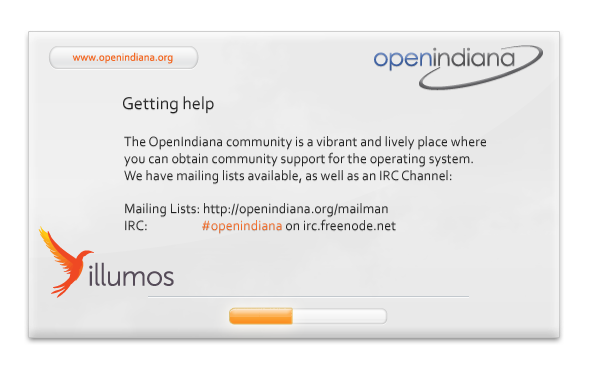 www.openindiana.org
openindiana
Getting help
The OpenIndiana community is a vibrant and lively place where
you can obtain community support for the operating system.
We have mailing lists available, as well as an IRC Channel:
Mailing Lists: http://openindiana.org/mailman
IRC: #openindiana on irc.freenode.net
illumos